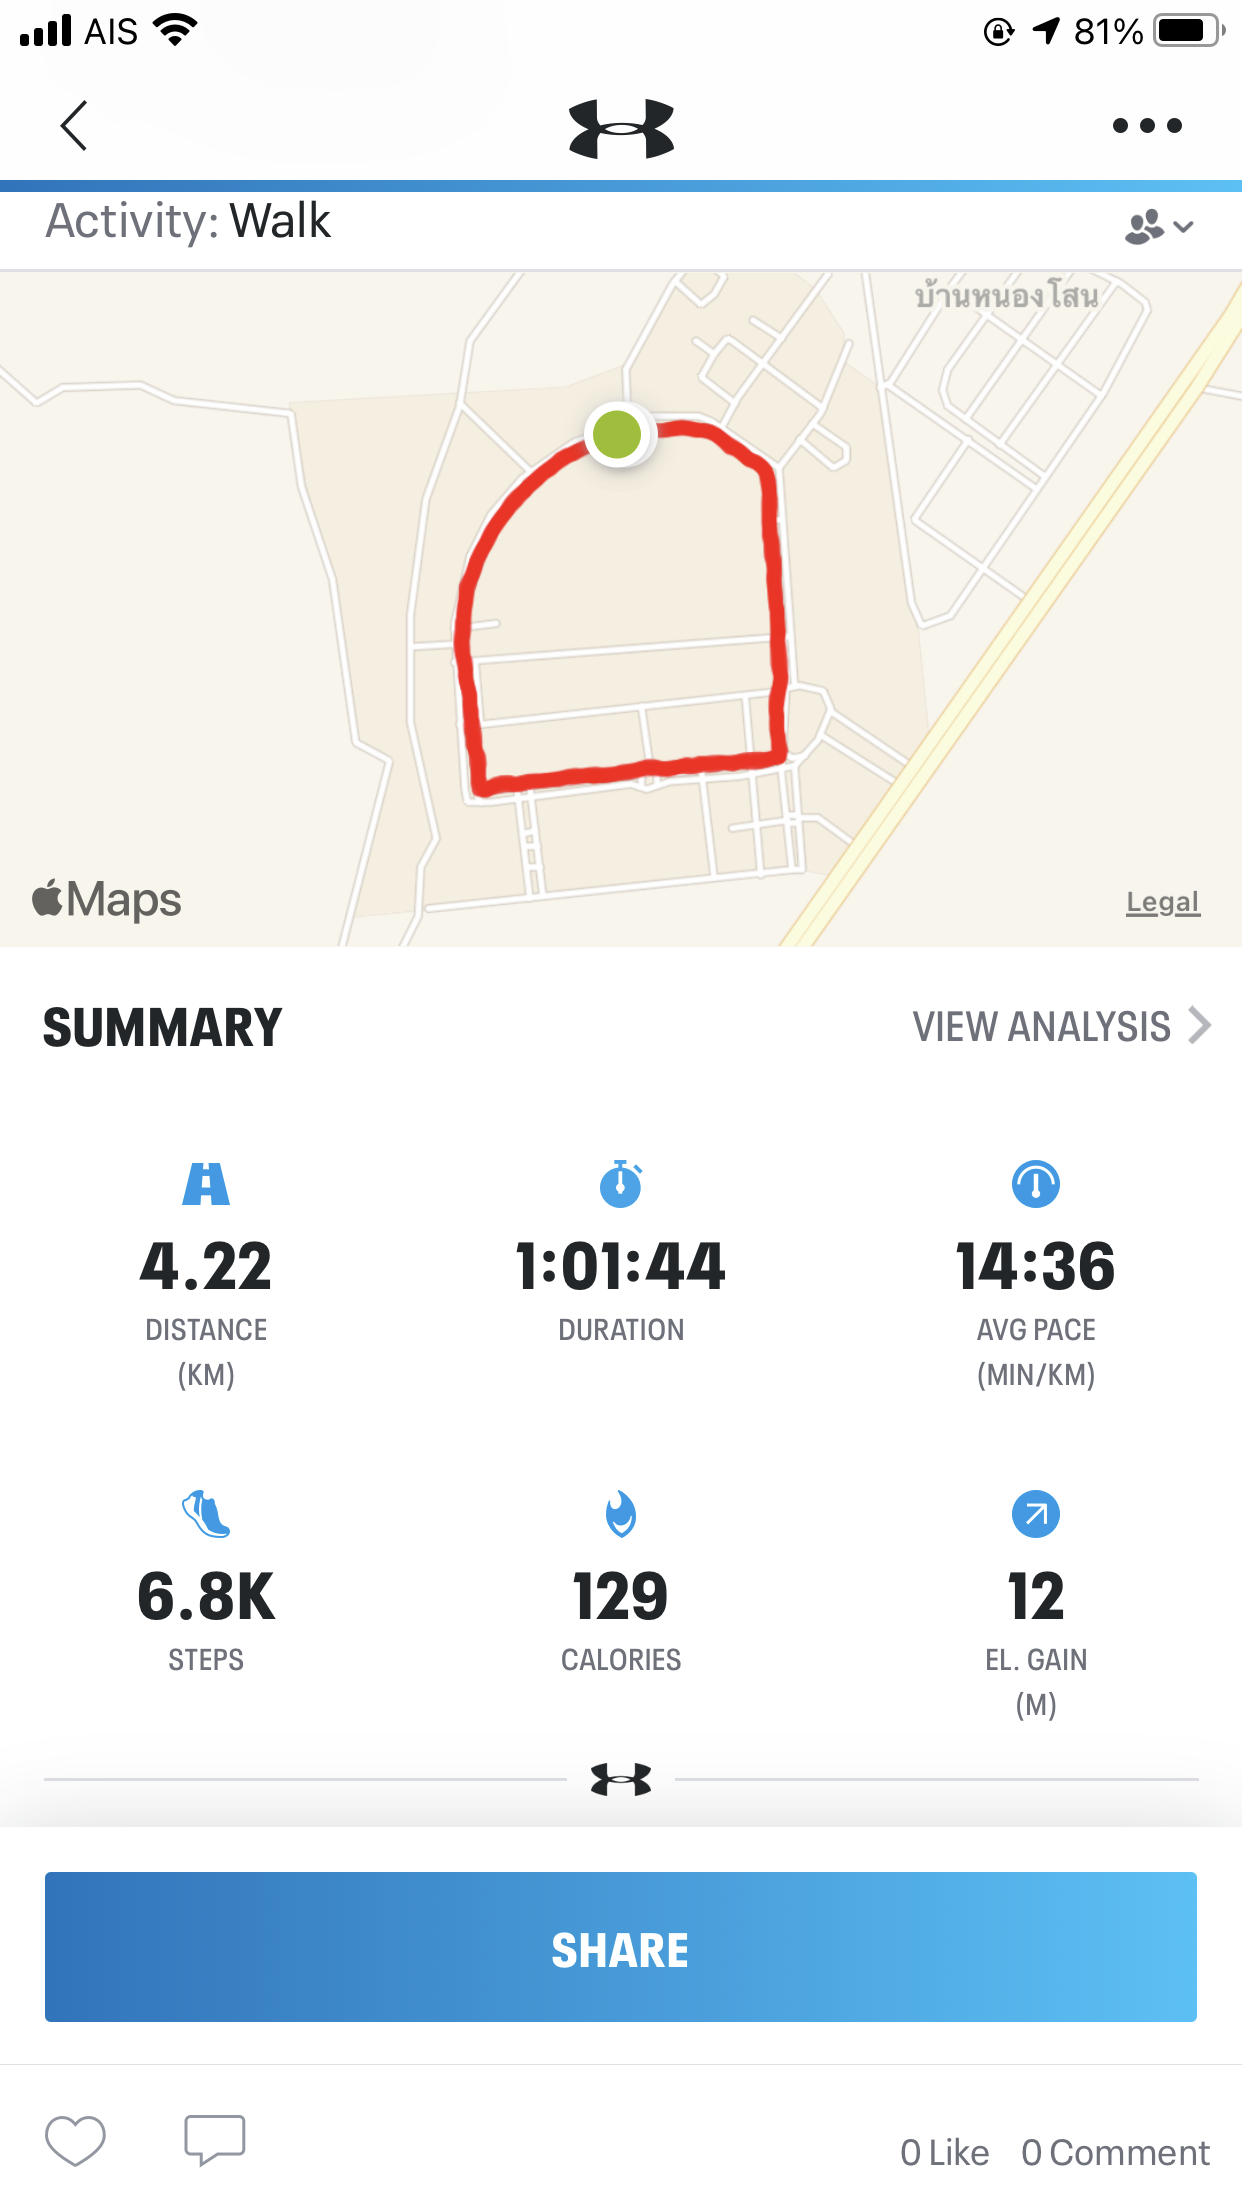 AIS 81%
Activity: Walk
บ้านหนองโสน
Maps
Legal
SUMMARY
VIEW ANALYSIS
4.22
DISTANCE
(KM)
1:01:44
DURATION
14:36
AVG PACE
(MIN/KM)
6.8K
STEPS
129
CALORIES
12
EL. GAIN
(M)
SHARE
0 Like 0 Comment